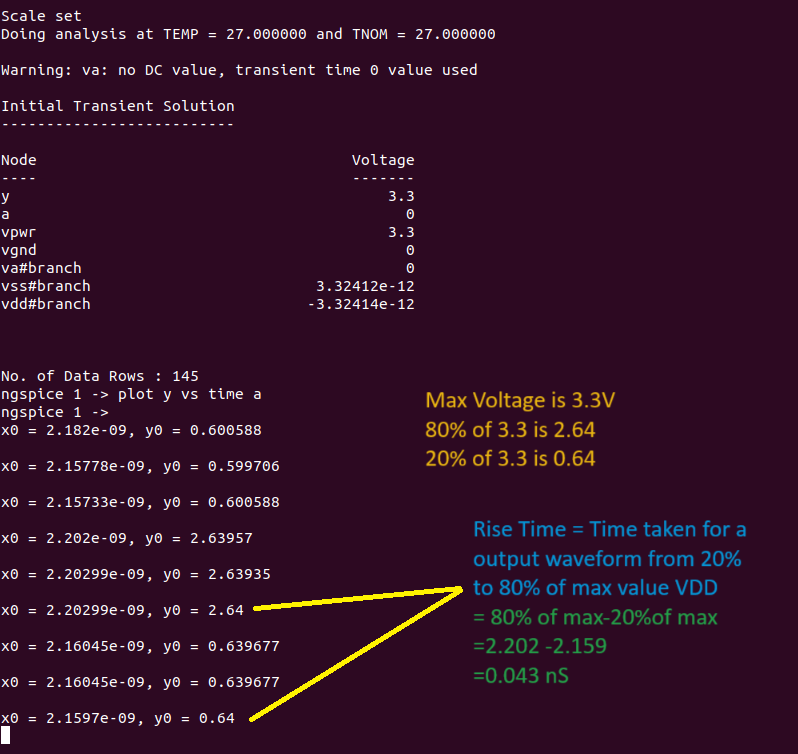 Scale set
Doing analysis at TEMP = 27.000000 and TNOM = 27.000000
Warning: va: no DC value, transient time 0 value used
Initial Transient Solution
--------------------------
Node Voltage
---- -------
y 3.3
a 0
vpwr 3.3
vgnd 0
va#branch 0
vss#branch 3.32412e-12
vdd#branch -3.32414e-12
No. of Data Rows : 145
ngspice 1 -> plot y vs time a
ngspice 1 ->
x0 = 2.182e-09, y0 = 0.600588
x0 = 2.15778e-09, y0 = 0.599706
x0 = 2.15733e-09, y0 = 0.600588
x0 = 2.202e-09, y0 = 2.63957
x0 = 2.20299e-09, y0 = 2.63935
x0 = 2.20299e-09, y0 = 2.64
x0 = 2.16045e-09, y0 = 0.639677
x0 = 2.16045e-09, y0 = 0.639677
x0 = 2.1597e-09, y0 = 0.64
Max Voltage is 3.3V
80% of 3.3 is 2.64
20% of 3.3 is 0.64
Rise Time = Time taken for a
output waveform from 20%
to 80% of max value VDD
= 80% of max-20%of max
=2.202 -2.159
=0.043 nS